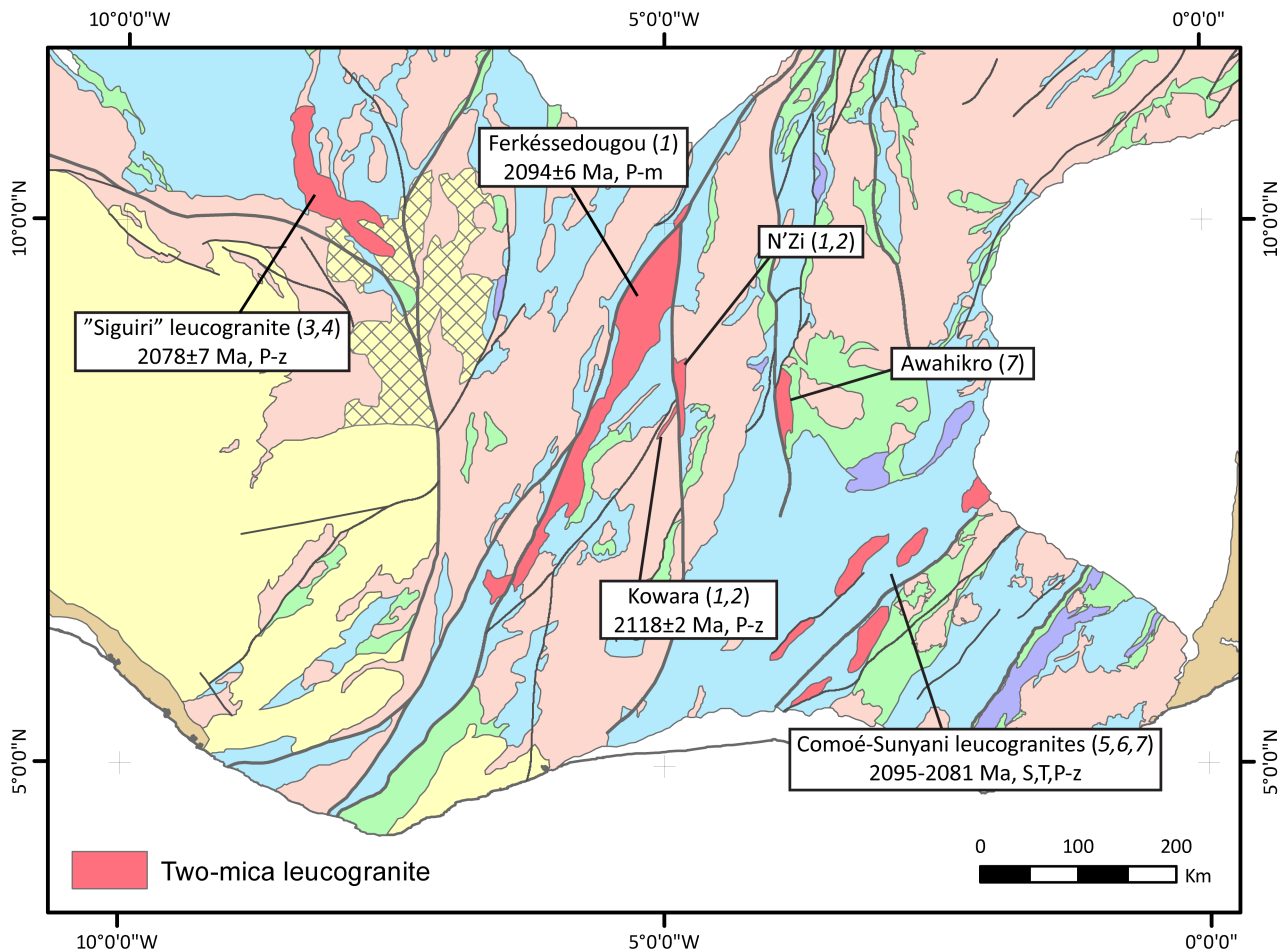 10°0'0"W
5°0'0"W
0°0'0"
10°0'0"N
10°0'0"N
Ferkéssedougou (1)
2094±6 Ma, P-m
N'Zi (1,2)
"Siguiri" leucogranite (3,4)
2078±7 Ma, P-z
Awahikro (7)
Kowara (1,2)
2118±2 Ma, P-z
Comoé-Sunyani leucogranites (5,6,7)
2095-2081 Ma, S,T,P-z
5°0'0"N
5°0'0"N
Two-mica leucogranite
0
100
200
Km
10°0'0"W
5°0'0"W
0°0'0"